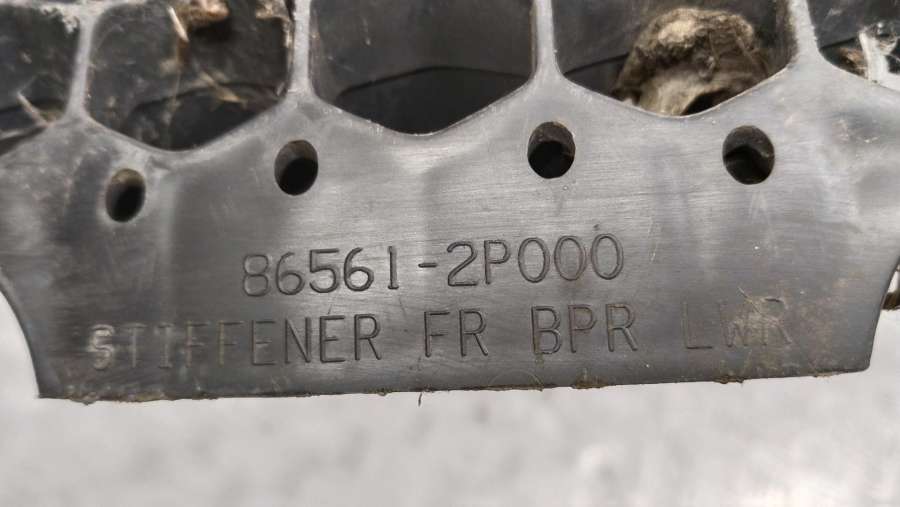 86561-2P000
STIFFENER FR BPR LWR